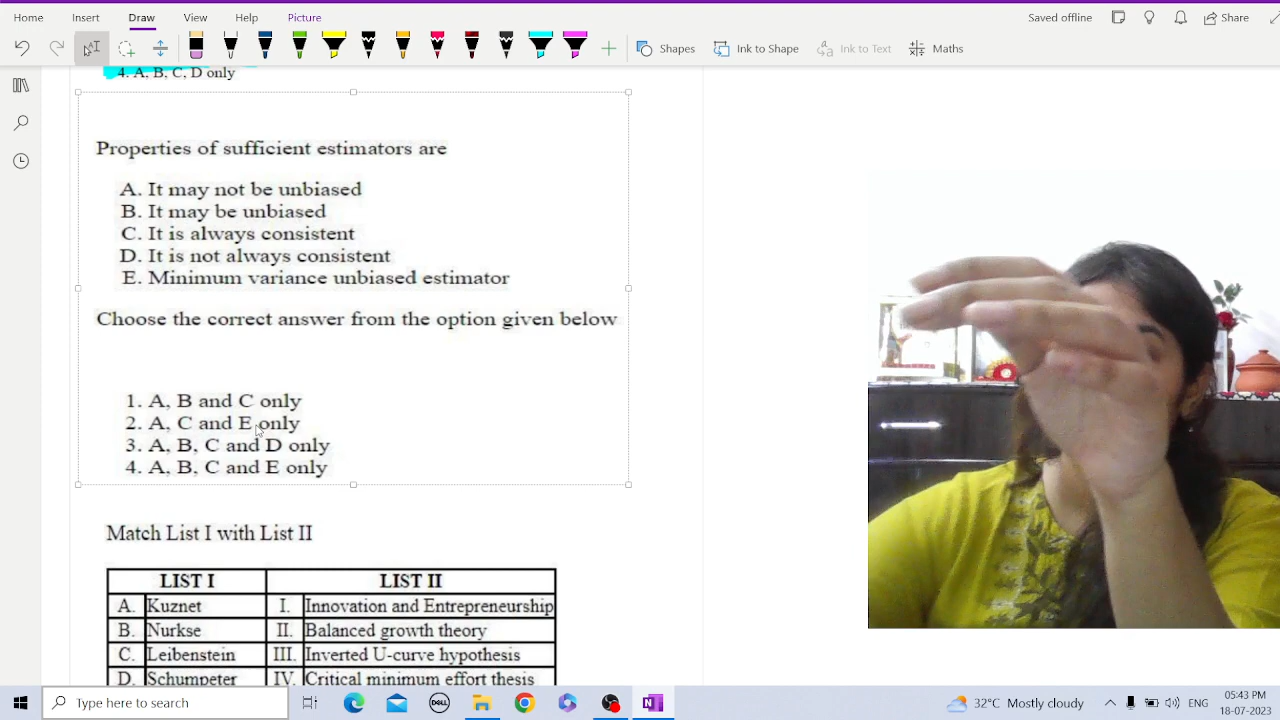 Home Insert Draw View Help Picture Saved offline Share
Shapes Ink to Shape Ink to Text Maths
4. A, B, C, D only
Properties of sufficient estimators are
A. It may not be unbiased
B. It may be unbiased
C. It is always consistent
D. It is not always consistent
E. Minimum variance unbiased estimator
Choose the correct answer from the option given below
1. A, B and C only
2. A, C and E only
3. A, B, C and D only
4. A, B, C and E only
Match List I with List II
LIST I LIST II
A. Kuznet I. Innovation and Entrepreneurship
B. Nurkse II. Balanced growth theory
C. Leibenstein III. Inverted U-curve hypothesis
D. Schumpeter IV. Critical minimum effort thesis
Type here to search DELL 32°C Mostly cloudy ENG 15:43 PM
18-07-2023